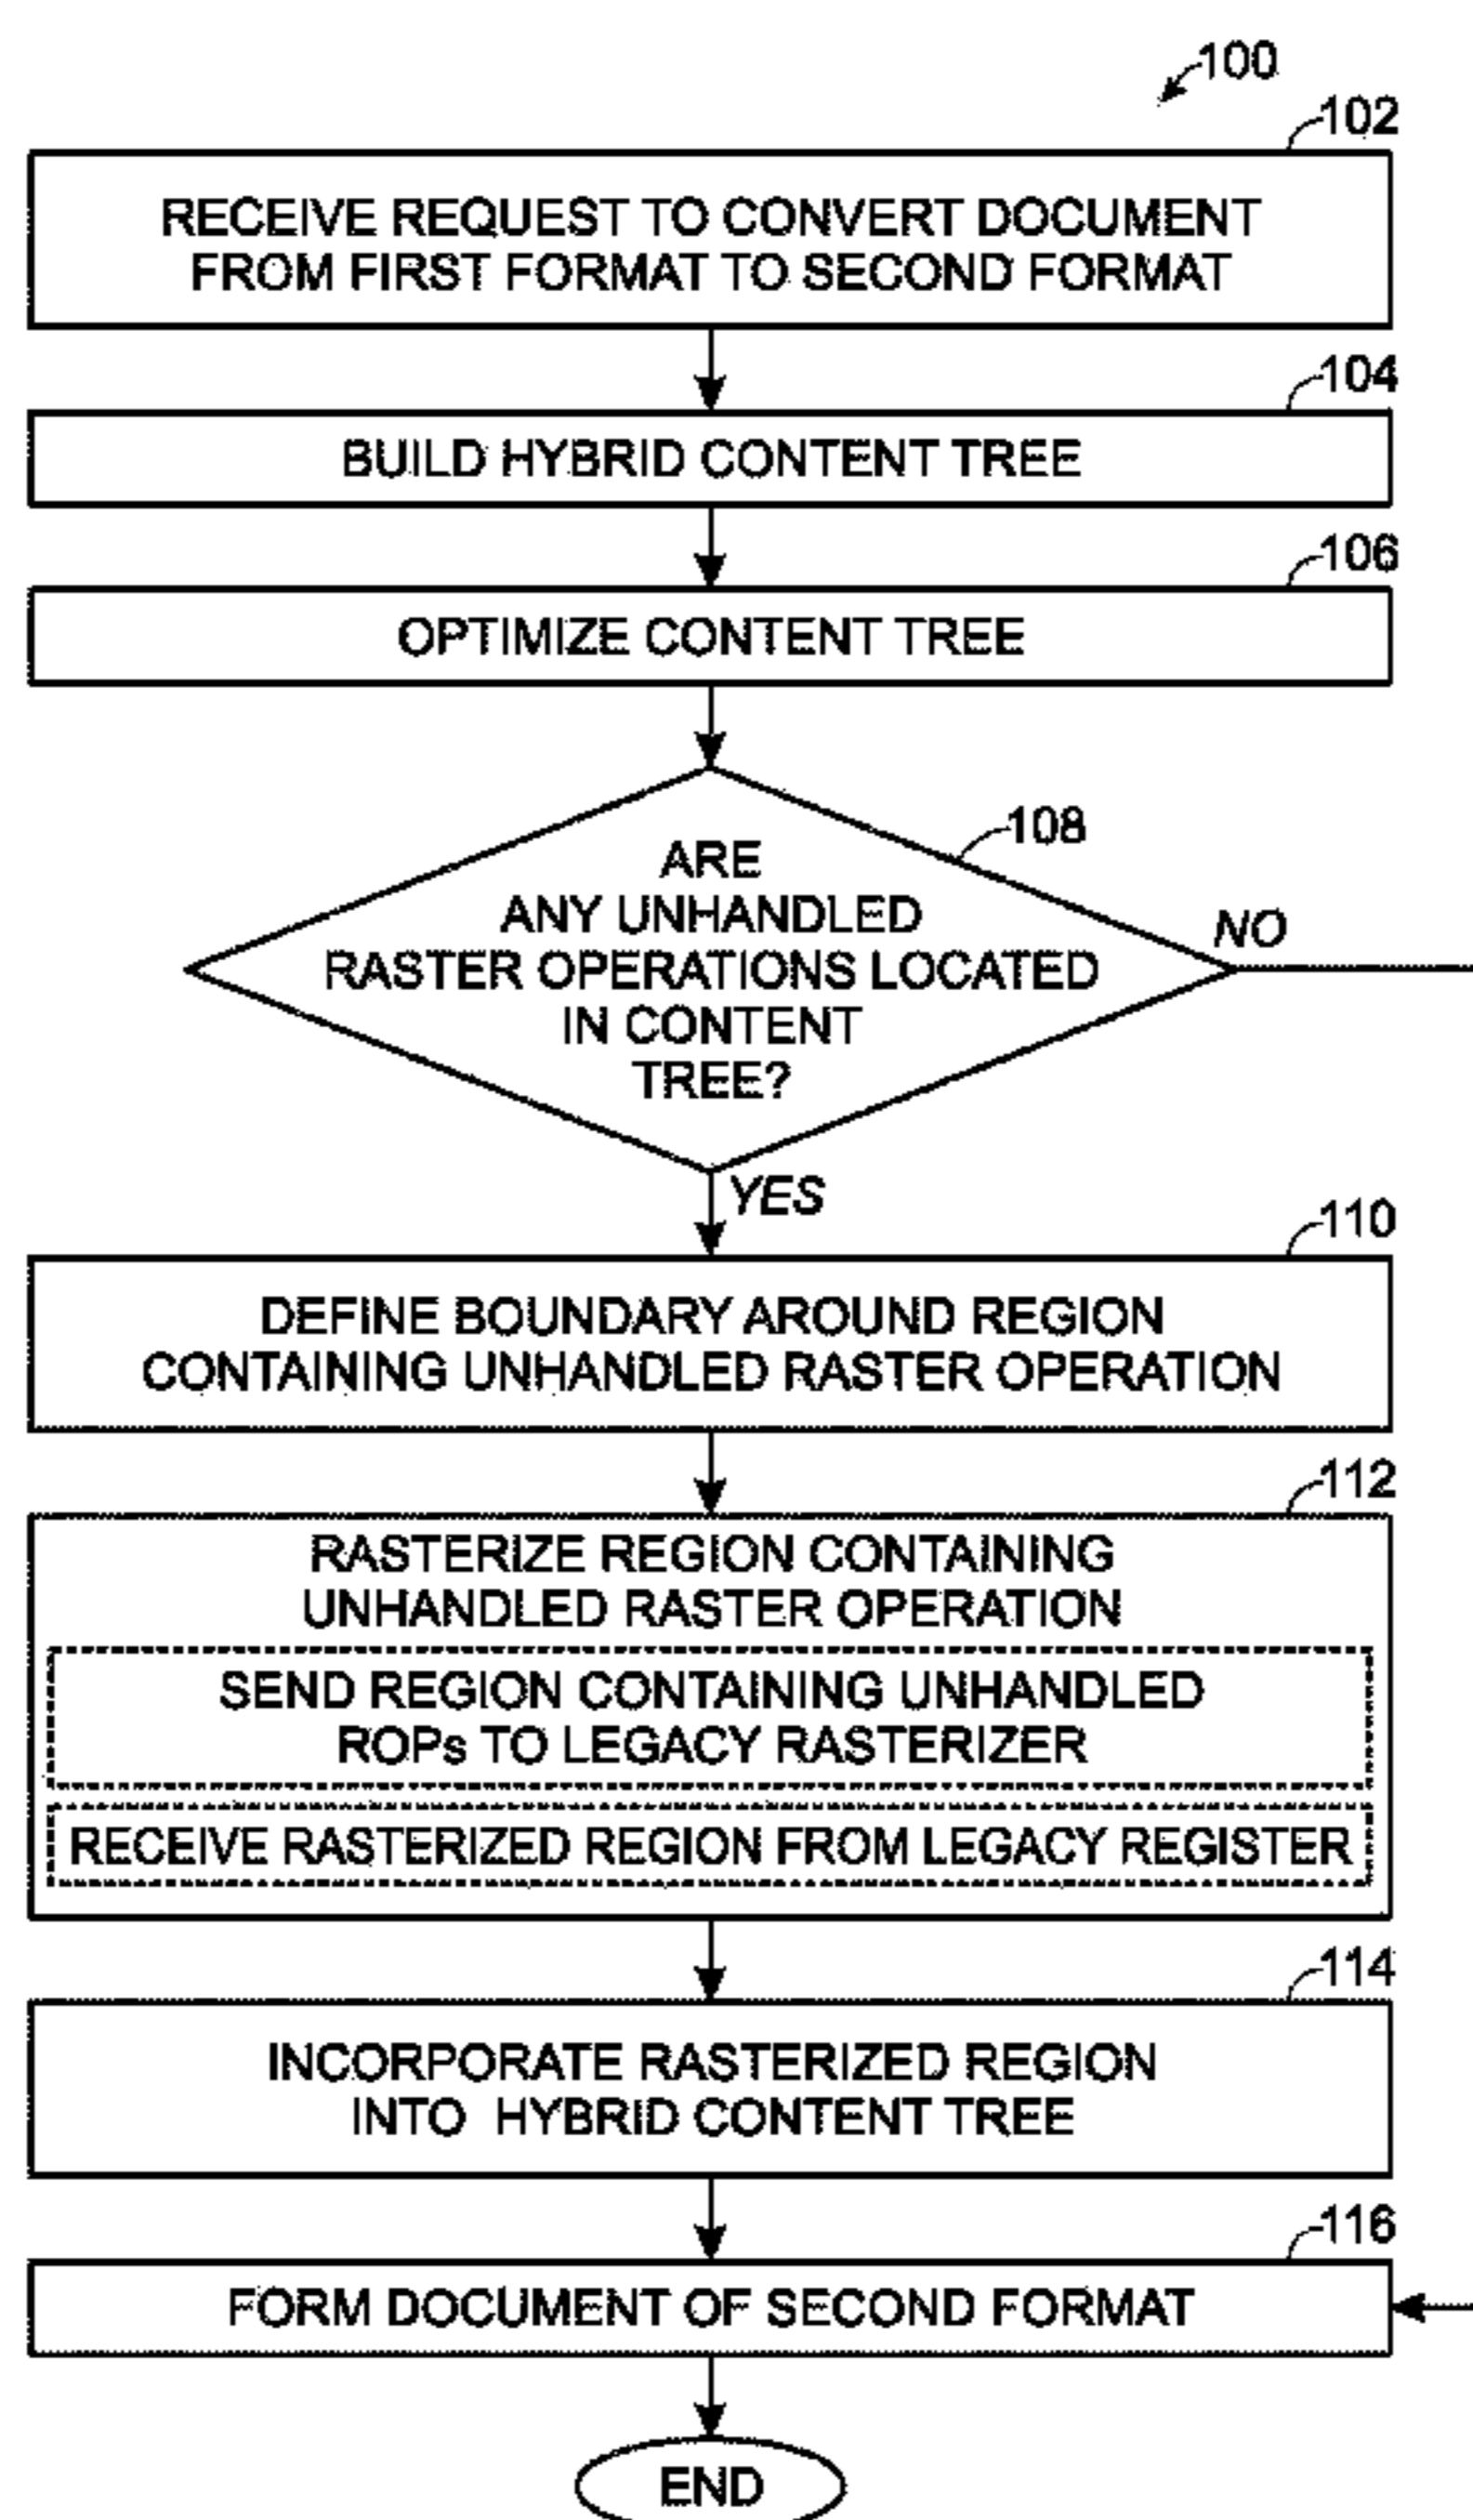 100
102
RECEIVE REQUEST TO CONVERT DOCUMENT
FROM FIRST FORMAT TO SECOND FORMAT
104
BUILD HYBRID CONTENT TREE
106
OPTIMIZE CONTENT TREE
108
ARE
ANY UNHANDLED
RASTER OPERATIONS LOCATED
IN CONTENT
TREE?
NO
YES
110
DEFINE BOUNDARY AROUND REGION
CONTAINING UNHANDLED RASTER OPERATION
112
RASTERIZE REGION CONTAINING
UNHANDLED RASTER OPERATION
SEND REGION CONTAINING UNHANDLED
ROPs TO LEGACY RASTERIZER
RECEIVE RASTERIZED REGION FROM LEGACY REGISTER
114
INCORPORATE RASTERIZED REGION
INTO HYBRID CONTENT TREE
116
FORM DOCUMENT OF SECOND FORMAT
END